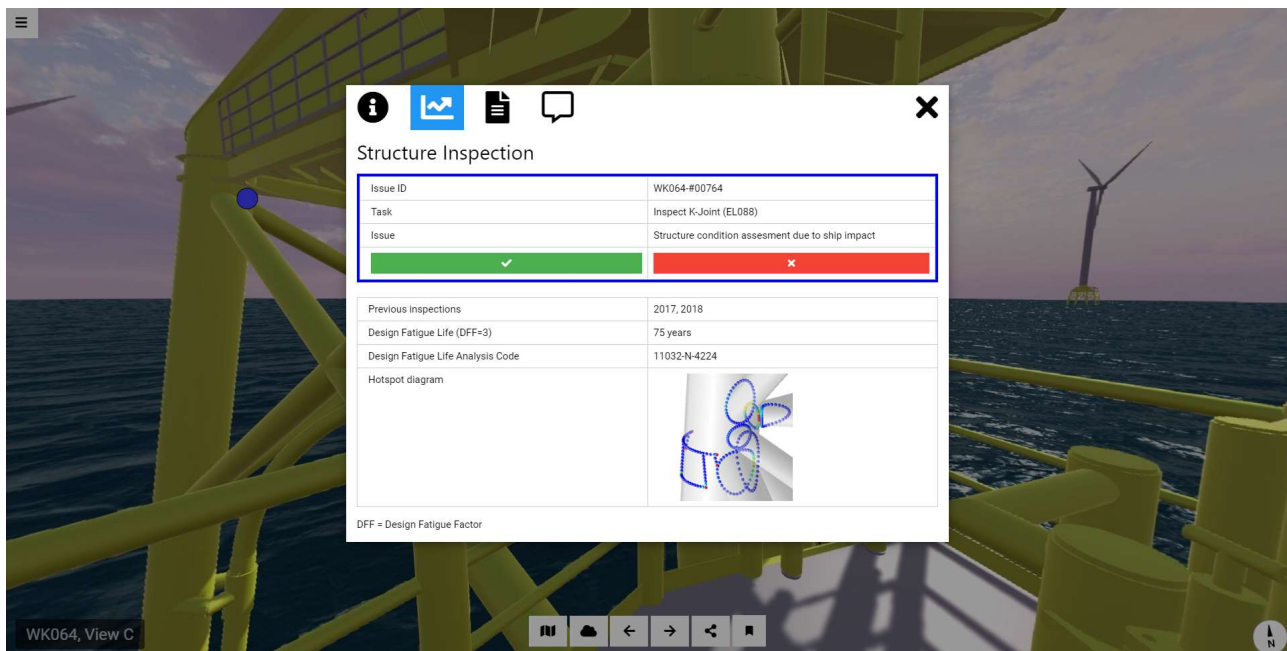 Structure Inspection
Issue ID WK064-#00764
Task Inspect K-Joint (EL088)
Issue Structure condition assesment due to ship impact
Previous inspections 2017, 2018
Design Fatigue Life (DFF=3) 75 years
Design Fatigue Life Analysis Code 11032-N-4224
Hotspot diagram
DFF = Design Fatigue Factor
WK064, View C
N